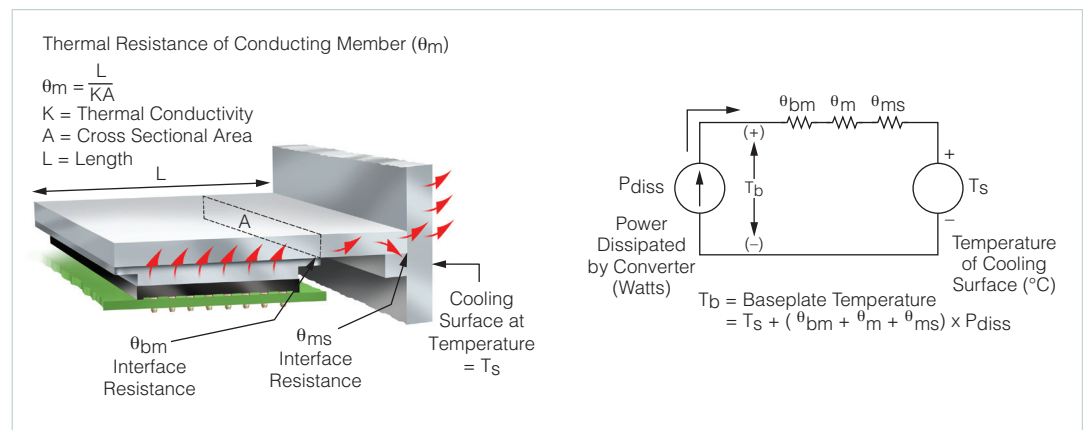 Thermal Resistance of Conducting Member (θm)
θm = L
KA
K = Thermal Conductivity
A = Cross Sectional Area
L = Length
L
A
θbm
Interface
Resistance
θms
Interface
Resistance
Cooling
Surface at
Temperature
= TS
θbm θm θms
(+)
Tb
(–)
Pdiss
Power
Dissipated
by Converter
(Watts)
+
TS
–
Temperature
of Cooling
Surface (°C)
Tb = Baseplate Temperature
= TS + ( θbm + θm + θms) x Pdiss